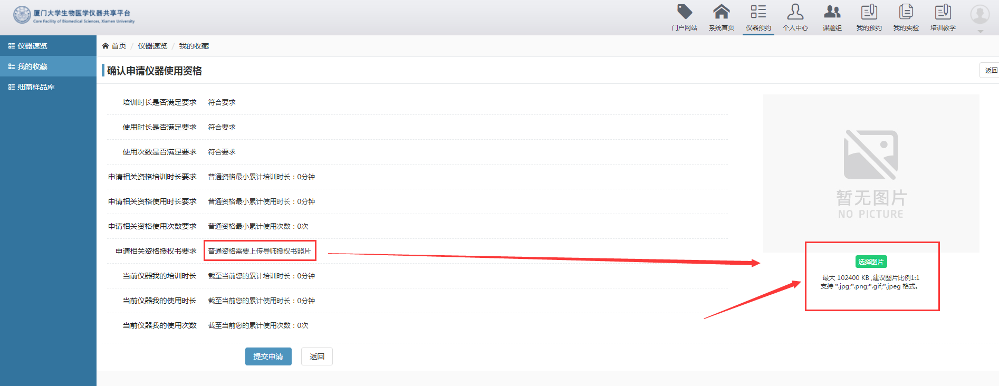 厦门大学生物医学仪器共享平台
Core Facility of Biomedical Sciences, Xiamen University
门户网站
系统首页
仪器预约
个人中心
课题组
我的预约
我的实验
培训教学
仪器速览
我的收藏
细菌样品库
首页 / 仪器速览 / 我的收藏
确认申请仪器使用资格
返回
培训时长是否满足要求 符合要求
使用时长是否满足要求 符合要求
使用次数是否满足要求 符合要求
申请相关资格培训时长要求 普通资格最小累计培训时长：0分钟
申请相关资格使用时长要求 普通资格最小累计使用时长：0分钟
申请相关资格使用次数要求 普通资格最小累计使用次数：0次
申请相关资格授权书要求 普通资格需要上传导师授权书照片
当前仪器我的培训时长 截至当前您的累计培训时长：0分钟
当前仪器我的使用时长 截至当前您的累计使用时长：0分钟
当前仪器我的使用次数 截至当前您的累计使用次数：0次
暂无图片
NO PICTURE
选择图片
最大 102400 KB ,建议图片比例1:1
支持 *.jpg;*.png;*.gif;*.jpeg 格式。
提交申请
返回